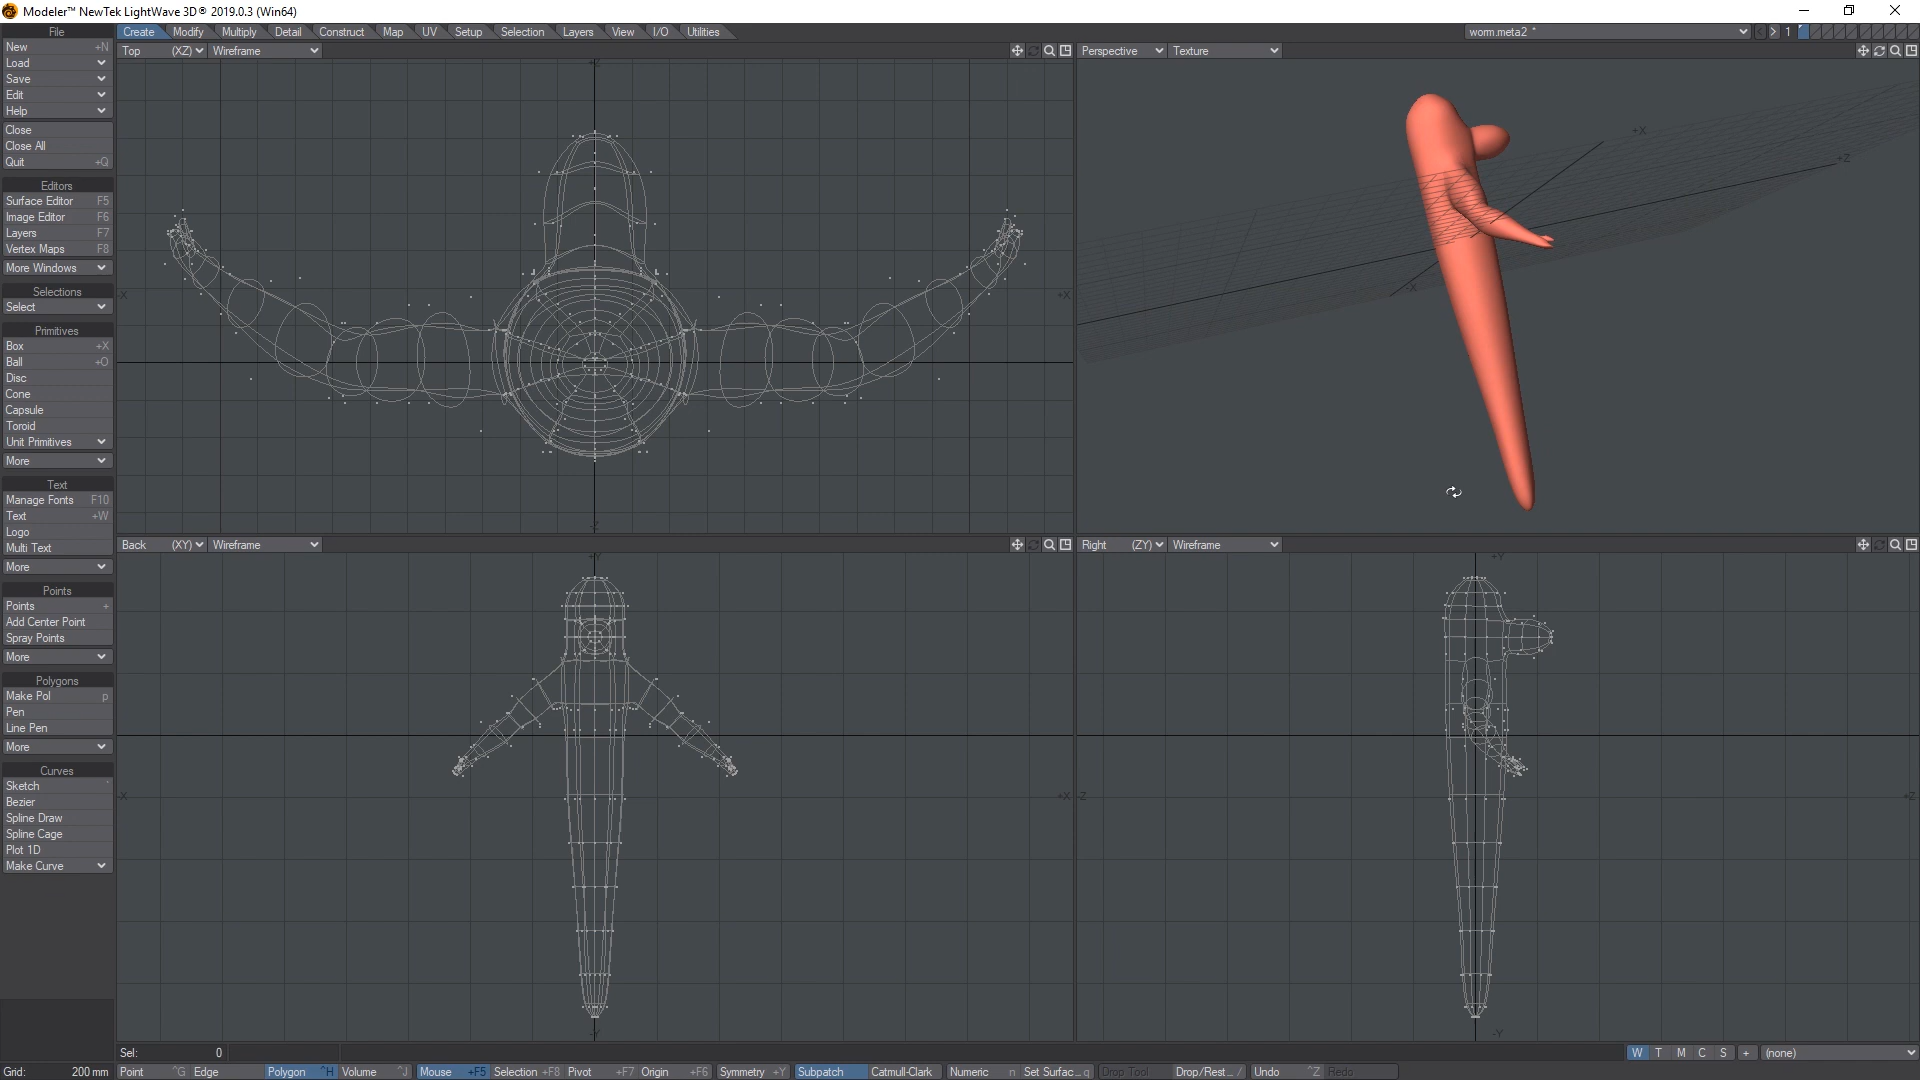 Modeler™ NewTek LightWave 3D® 2019.0.3 (Win64)
File Create Modify Multiply Detail Construct Map UV Setup Selection Layers View I/O Utilities worm.meta2 * 1
New +N
Load
Save
Edit
Help
Close
Close All
Quit +Q
Editors
Surface Editor F5
Image Editor F6
Layers F7
Vertex Maps F8
More Windows
Selections
Select
Primitives
Box +X
Ball +O
Disc
Cone
Capsule
Toroid
Unit Primitives
More
Text
Manage Fonts F10
Text +W
Logo
Multi Text
More
Points
Points +
Add Center Point
Spray Points
More
Polygons
Make Pol p
Pen
Line Pen
More
Curves
Sketch
Bezier
Spline Draw
Spline Cage
Plot 1D
Make Curve
Top (XZ) Wireframe
-X +X
Perspective Texture
+X
+Z
-X
Back (XY) Wireframe
+Y
-X +X
-Y
Right (ZY) Wireframe
+Y
-Z +Z
-Y
Sel: 0
W T M C S + (none)
Grid: 200 mm Point ^G Edge Polygon ^H Volume ^J Mouse +F5 Selection +F8 Pivot +F7 Origin +F6 Symmetry +Y Subpatch Catmull-Clark Numeric n Set Surfac... q Drop Tool Drop/Rest... / Undo ^Z Redo